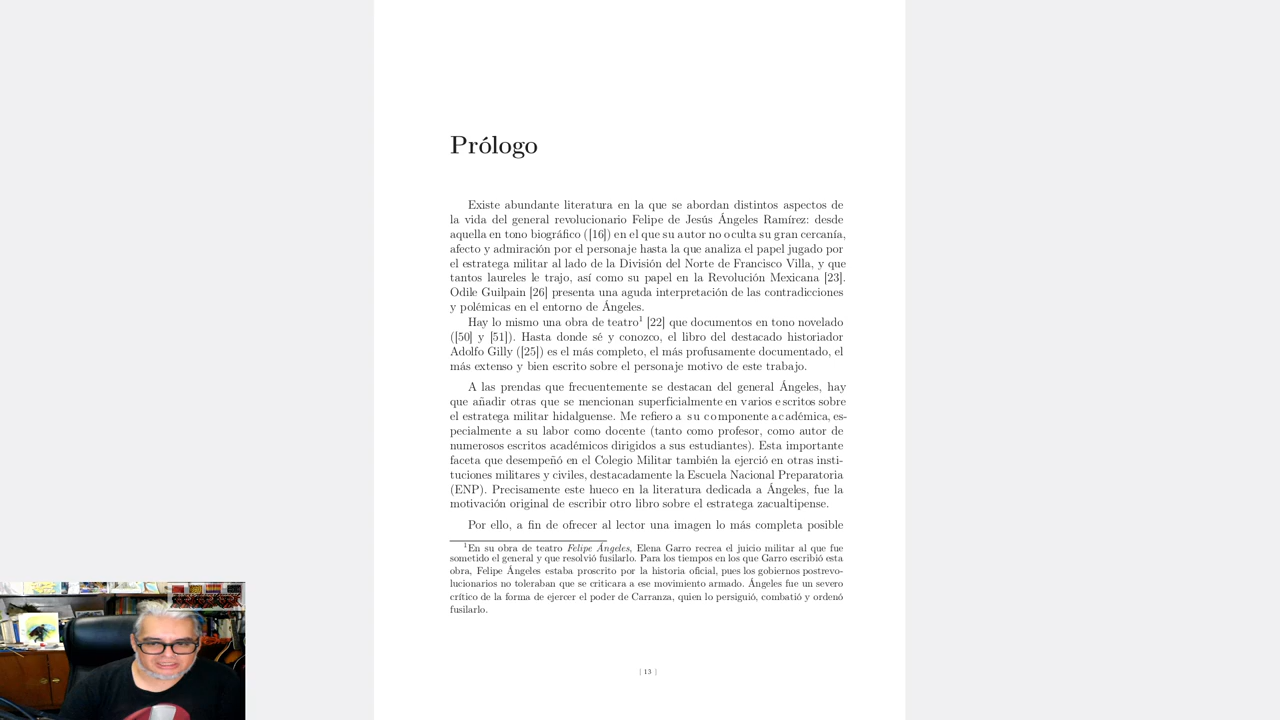 Prólogo
Existe abundante literatura en la que se abordan distintos aspectos de
la vida del general revolucionario Felipe de Jesús Ángeles Ramírez: desde
aquella en tono biográfico ([16]) en el que su autor no oculta su gran cercanía,
afecto y admiración por el personaje hasta la que analiza el papel jugado por
el estratega militar al lado de la División del Norte de Francisco Villa, y que
tantos laureles le trajo, así como su papel en la Revolución Mexicana [23].
Odile Guilpain [26] presenta una aguda interpretación de las contradicciones
y polémicas en el entorno de Ángeles.
Hay lo mismo una obra de teatro¹ [22] que documentos en tono novelado
([50] y [51]). Hasta donde sé y conozco, el libro del destacado historiador
Adolfo Gilly ([25]) es el más completo, el más profusamente documentado, el
más extenso y bien escrito sobre el personaje motivo de este trabajo.
A las prendas que frecuentemente se destacan del general Ángeles, hay
que añadir otras que se mencionan superficialmente en varios escritos sobre
el estratega militar hidalguense. Me refiero a su componente académica, es-
pecialmente a su labor como docente (tanto como profesor, como autor de
numerosos escritos académicos dirigidos a sus estudiantes). Esta importante
faceta que desempeñó en el Colegio Militar también la ejerció en otras insti-
tuciones militares y civiles, destacadamente la Escuela Nacional Preparatoria
(ENP). Precisamente este hueco en la literatura dedicada a Ángeles, fue la
motivación original de escribir otro libro sobre el estratega zacualtipense.
Por ello, a fin de ofrecer al lector una imagen lo más completa posible
¹En su obra de teatro Felipe Ángeles, Elena Garro recrea el juicio militar al que fue
sometido el general y que resolvió fusilarlo. Para los tiempos en los que Garro escribió esta
obra, Felipe Ángeles estaba proscrito por la historia oficial, pues los gobiernos postrevo-
lucionarios no toleraban que se criticara a ese movimiento armado. Ángeles fue un severo
crítico de la forma de ejercer el poder de Carranza, quien lo persiguió, combatió y ordenó
fusilarlo.
| 13 |